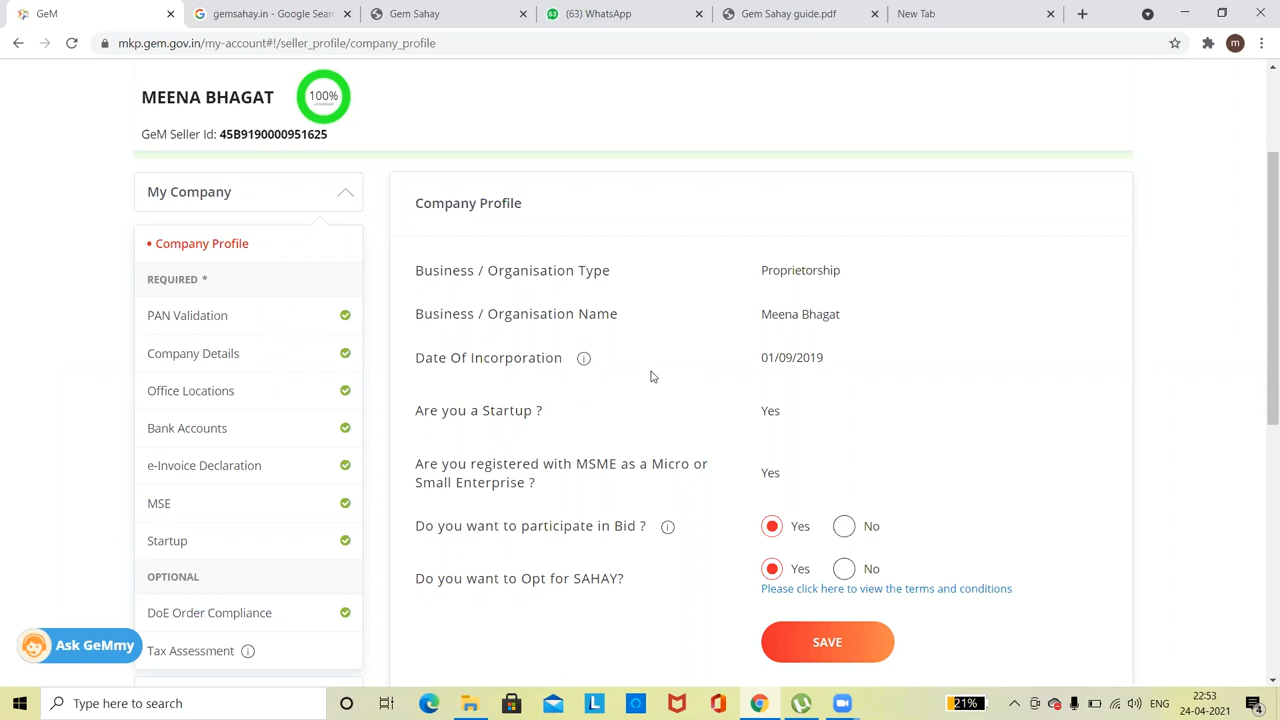 GeM
gemsahay.in - Google Sear
Gem Sahay
(63) WhatsApp
Gem Sahay guide.pdf
New Tab
mkp.gem.gov.in/my-account#!/seller_profile/company_profile
m
MEENA BHAGAT
100%
GeM Seller Id: 45B9190000951625
My Company
Company Profile
REQUIRED *
PAN Validation
Company Details
Office Locations
Bank Accounts
e-Invoice Declaration
MSE
Startup
OPTIONAL
DoE Order Compliance
Tax Assessment
Ask GeMmy
Company Profile
Business / Organisation Type
Proprietorship
Business / Organisation Name
Meena Bhagat
Date Of Incorporation
01/09/2019
Are you a Startup ?
Yes
Are you registered with MSME as a Micro or
Small Enterprise ?
Yes
Do you want to participate in Bid ?
Yes No
Do you want to Opt for SAHAY?
Yes No
Please click here to view the terms and conditions
SAVE
Type here to search
21%
ENG
22:53
24-04-2021
4